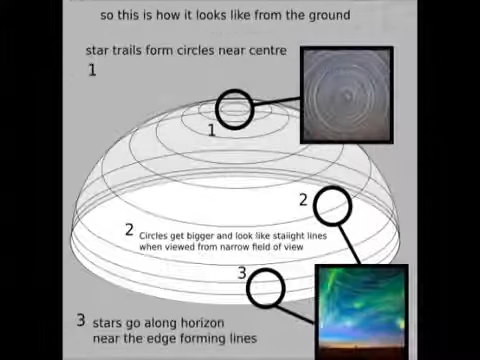 so this is how it looks like from the ground
star trails form circles near centre
1
1
2
2 Circles get bigger and look like staiight lines
when viewed from narrow field of view
3
3 stars go along horizon
near the edge forming lines